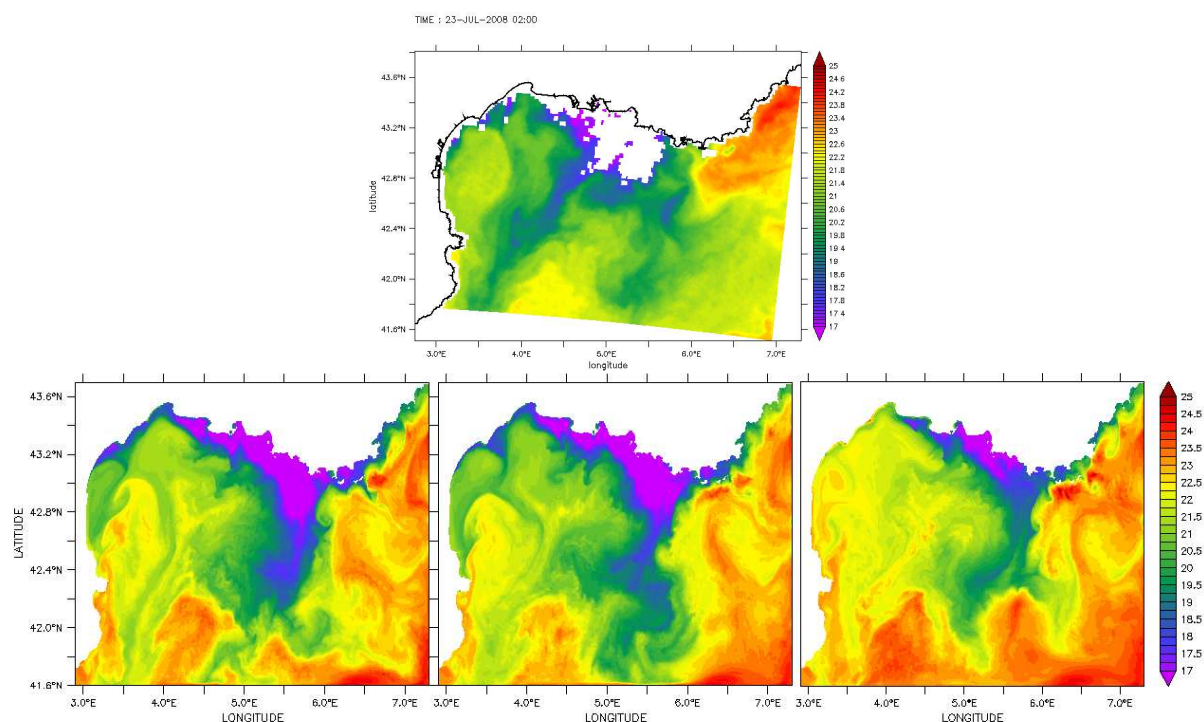 TIME : 23-JUL-2008 02:00
43.6°N
43.2°N
42.8°N
42.4°N
42.0°N
41.6°N
latitude
3.0°E 4.0°E 5.0°E 6.0°E 7.0°E
longitude
25
24.6
24.2
23.8
23.4
23
22.6
22.2
21.8
21.4
21
20.6
20.2
19.8
19.4
19
18.6
18.2
17.8
17.4
17
43.6°N
43.2°N
42.8°N
42.4°N
42.0°N
41.6°N
LATITUDE
3.0°E 4.0°E 5.0°E 6.0°E 7.0°E
LONGITUDE
3.0°E 4.0°E 5.0°E 6.0°E 7.0°E
LONGITUDE
3.0°E 4.0°E 5.0°E 6.0°E 7.0°E
LONGITUDE
25
24.5
24
23.5
23
22.5
22
21.5
21
20.5
20
19.5
19
18.5
18
17.5
17